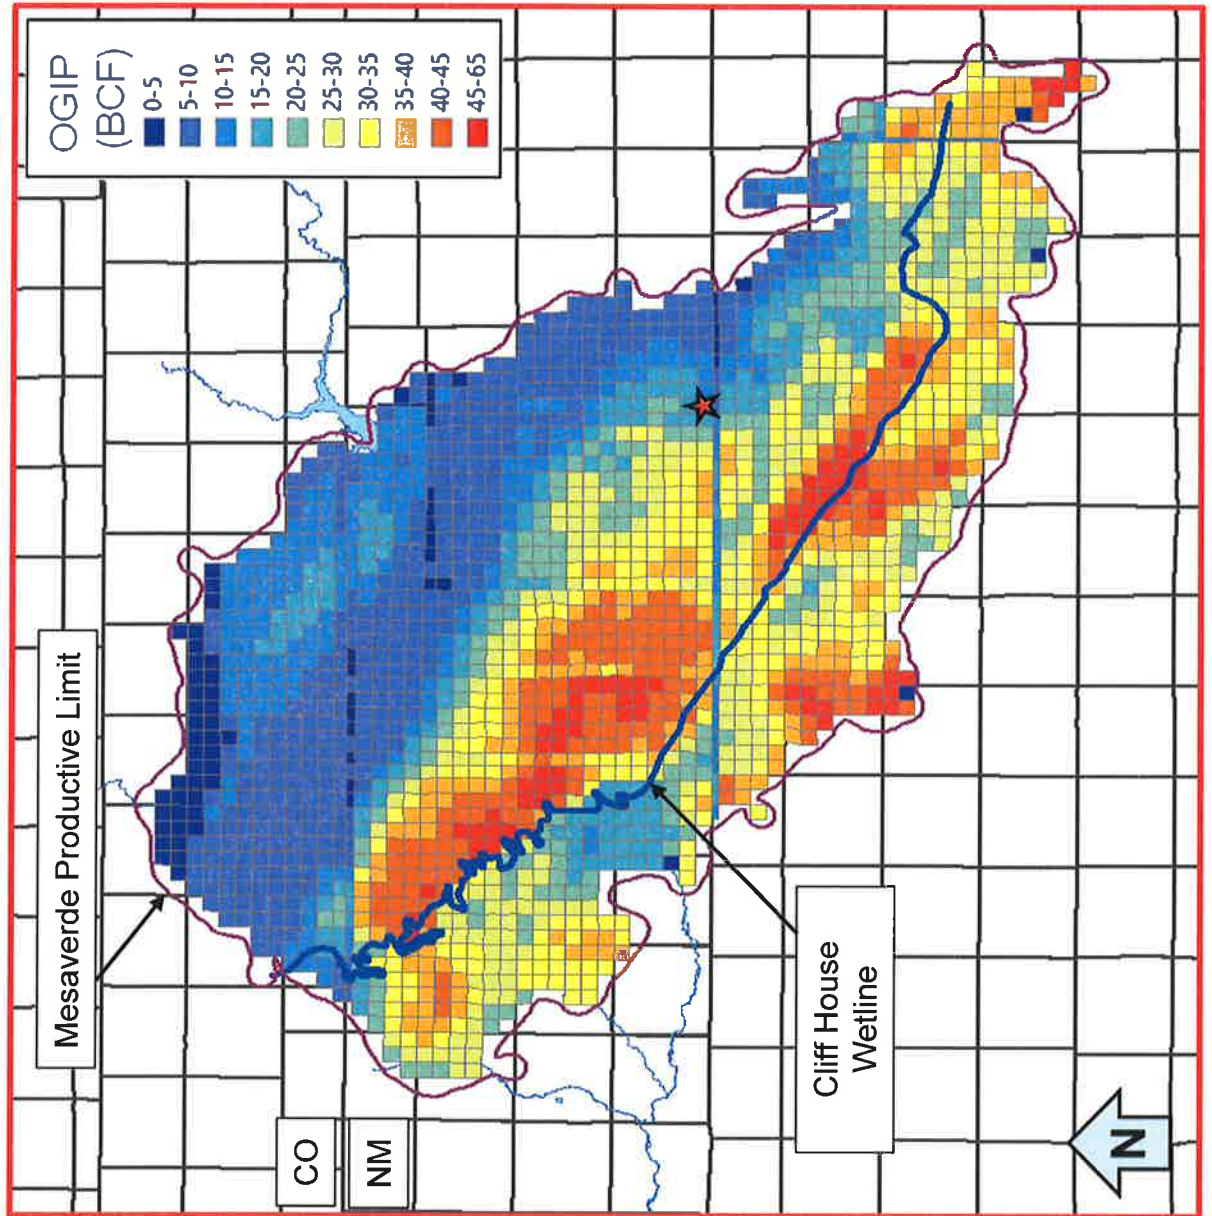 OGIP
(BCF)
0-5
5-10
10-15
15-20
20-25
25-30
30-35
35-40
40-45
45-65
Mesaverde Productive Limit
CO
NM
Cliff House
Wetline
N